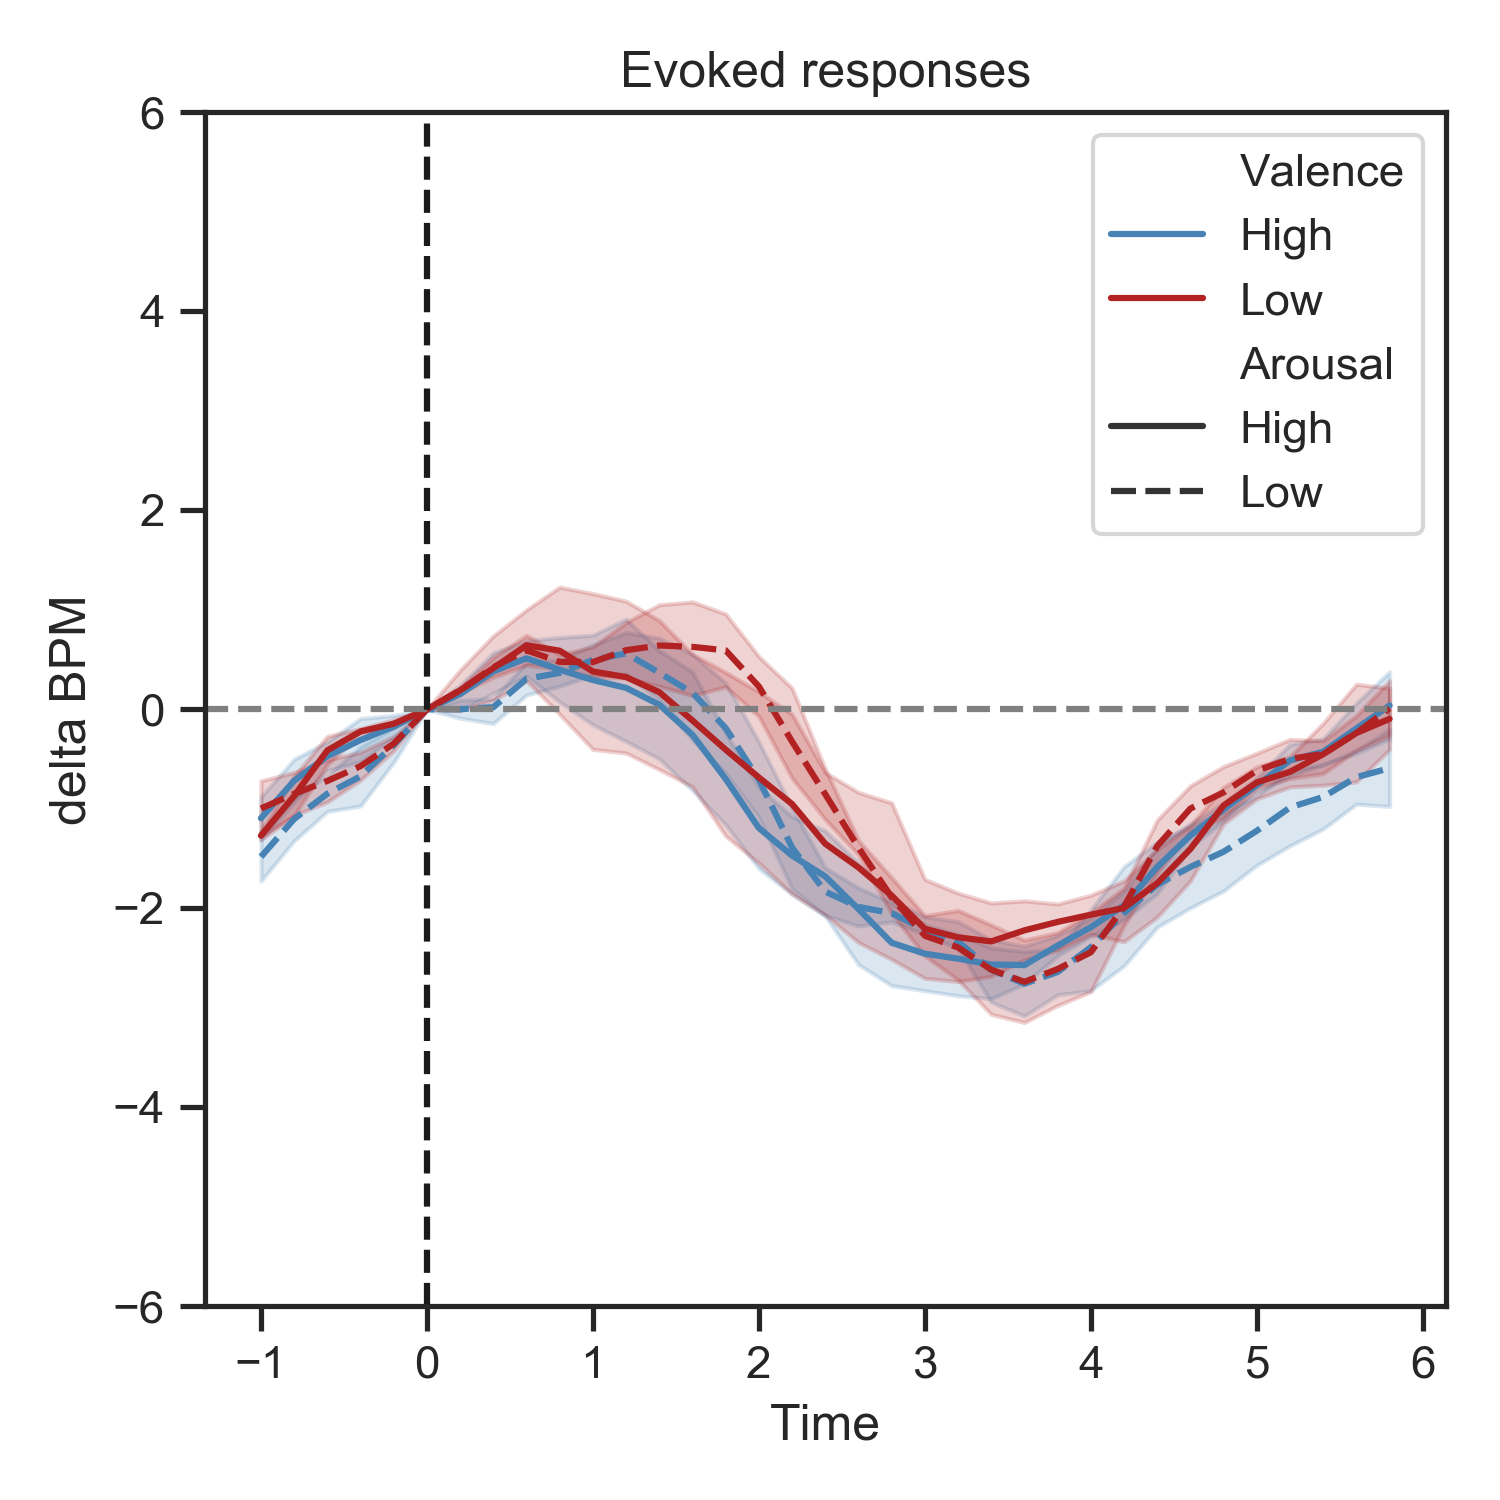 Evoked responses
6
4
2
0
−2
−4
−6
delta BPM
Valence
High
Low
Arousal
High
Low
−1 0 1 2 3 4 5 6
Time